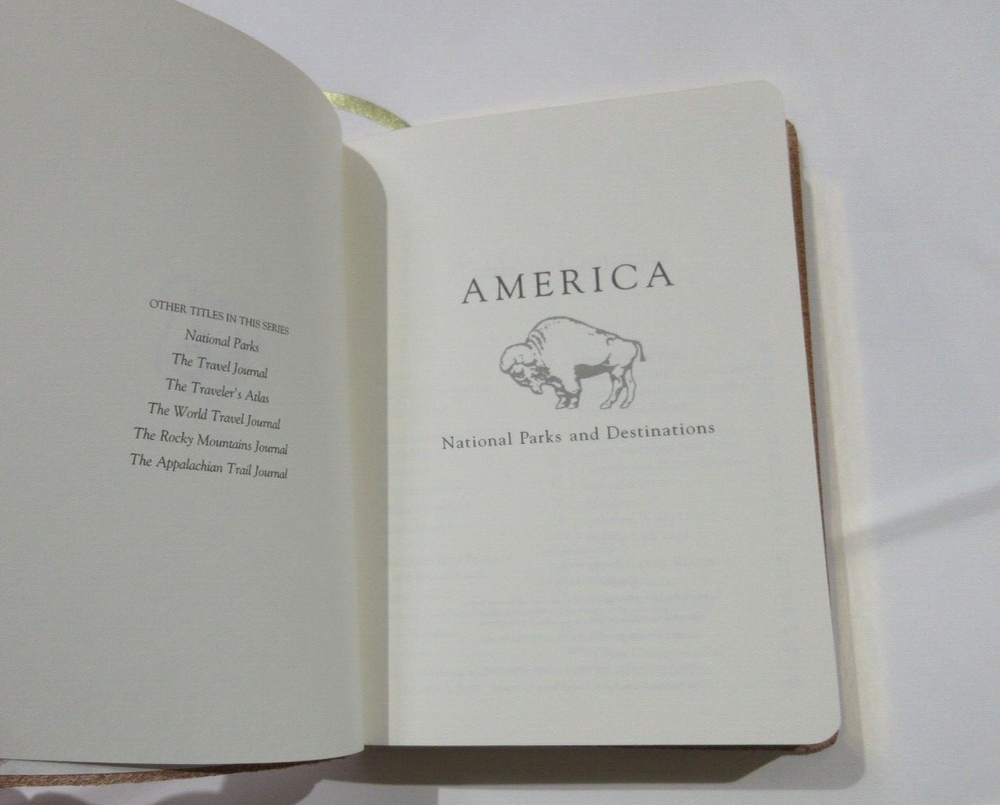 OTHER TITLES IN THIS SERIES
National Parks
The Travel Journal
The Traveler's Atlas
The World Travel Journal
The Rocky Mountains Journal
The Appalachian Trail Journal
AMERICA
National Parks and Destinations